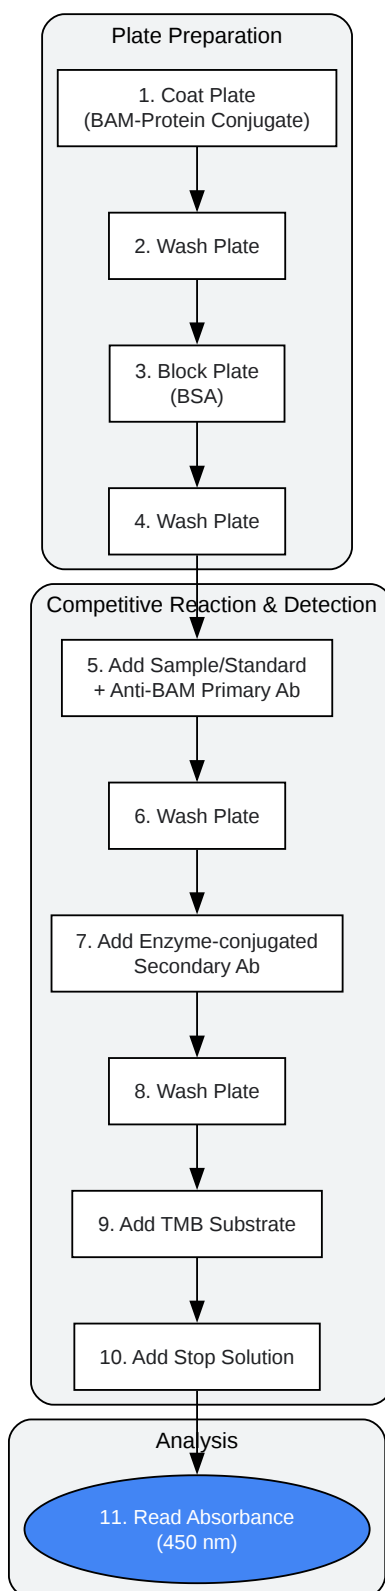 Plate Preparation
1. Coat Plate
(BAM-Protein Conjugate)
2. Wash Plate
3. Block Plate
(BSA)
4. Wash Plate
Competitive Reaction & Detection
5. Add Sample/Standard
+ Anti-BAM Primary Ab
6. Wash Plate
7. Add Enzyme-conjugated
Secondary Ab
8. Wash Plate
9. Add TMB Substrate
10. Add Stop Solution
Analysis
11. Read Absorbance
(450 nm)